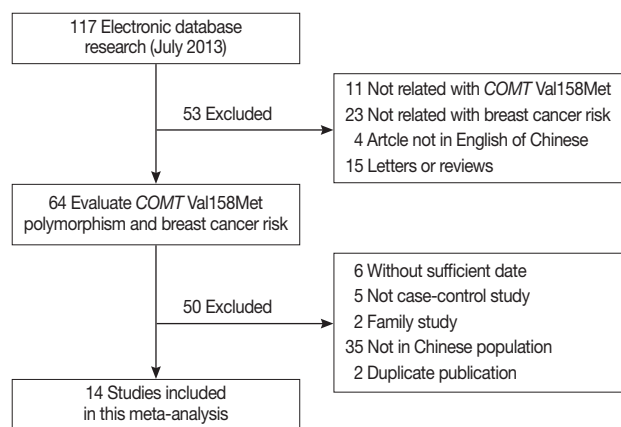 117 Electronic database
research (July 2013)
53 Excluded
11 Not related with COMT Val158Met
23 Not related with breast cancer risk
4 Artcle not in English of Chinese
15 Letters or reviews
64 Evaluate COMT Val158Met
polymorphism and breast cancer risk
50 Excluded
6 Without sufficient date
5 Not case-control study
2 Family study
35 Not in Chinese population
2 Duplicate publication
14 Studies included
in this meta-analysis